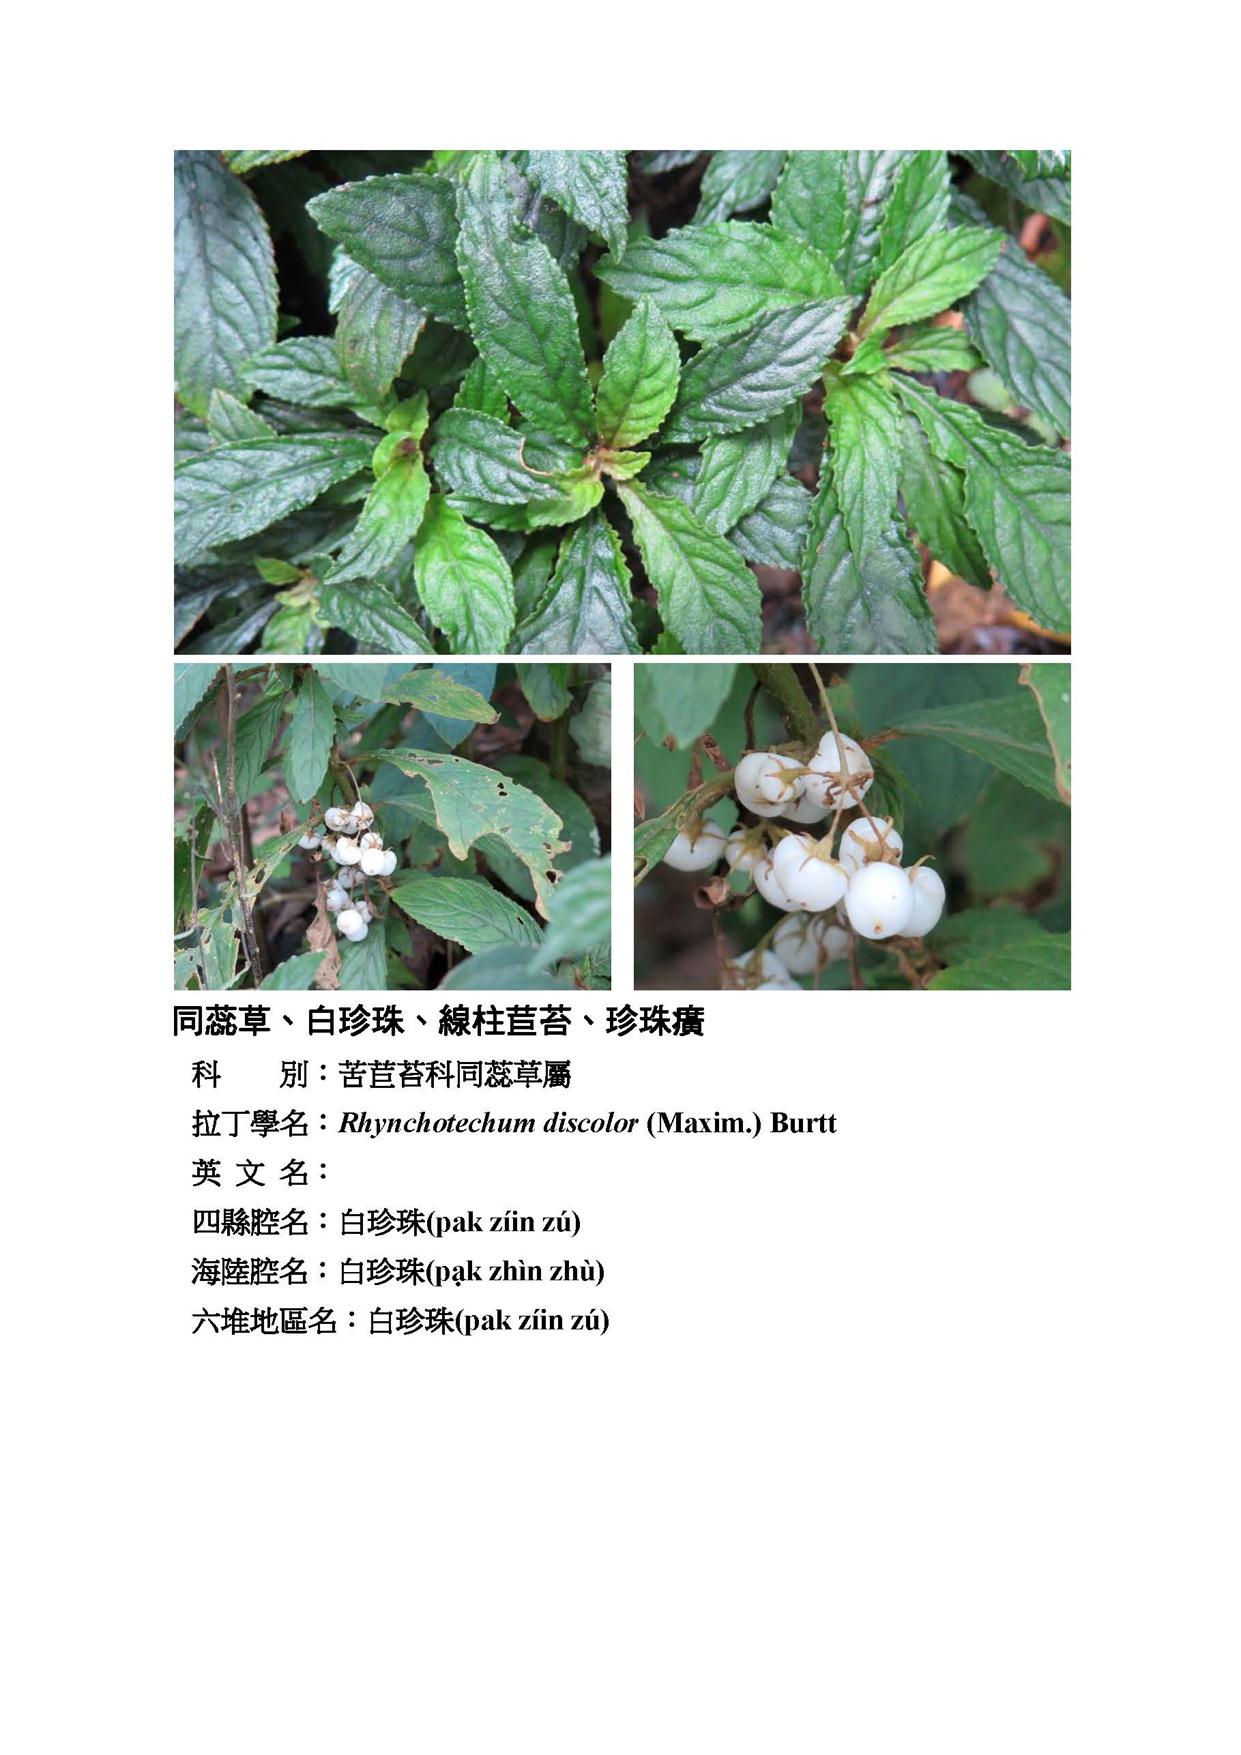 同蕊草、白珍珠、線柱苣苔、珍珠癀
科　　別：苦苣苔科同蕊草屬
拉丁學名：Rhynchotechum discolor (Maxim.) Burtt
英 文 名：
四縣腔名：白珍珠(pak zíin zú)
海陸腔名：白珍珠(pa̠k zhìn zhù)
六堆地區名：白珍珠(pak zíin zú)